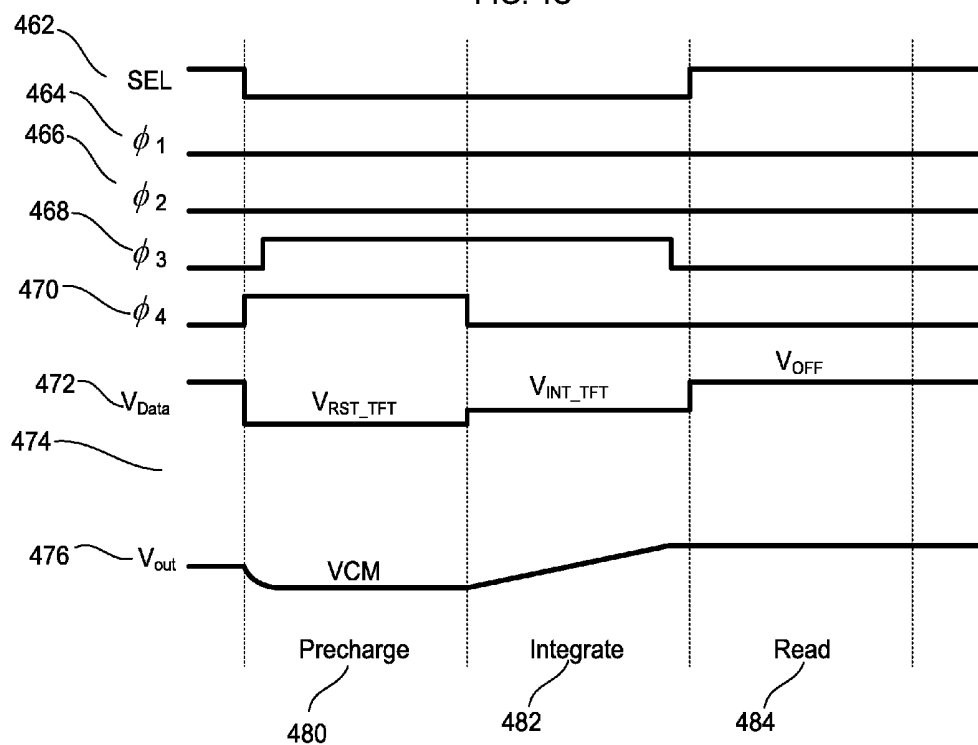 462
SEL
464
ϕ1
466
ϕ2
468
ϕ3
470
ϕ4
472
VData
VRST_TFT
VINT_TFT
VOFF
474
476
Vout
VCM
Precharge
Integrate
Read
480
482
484